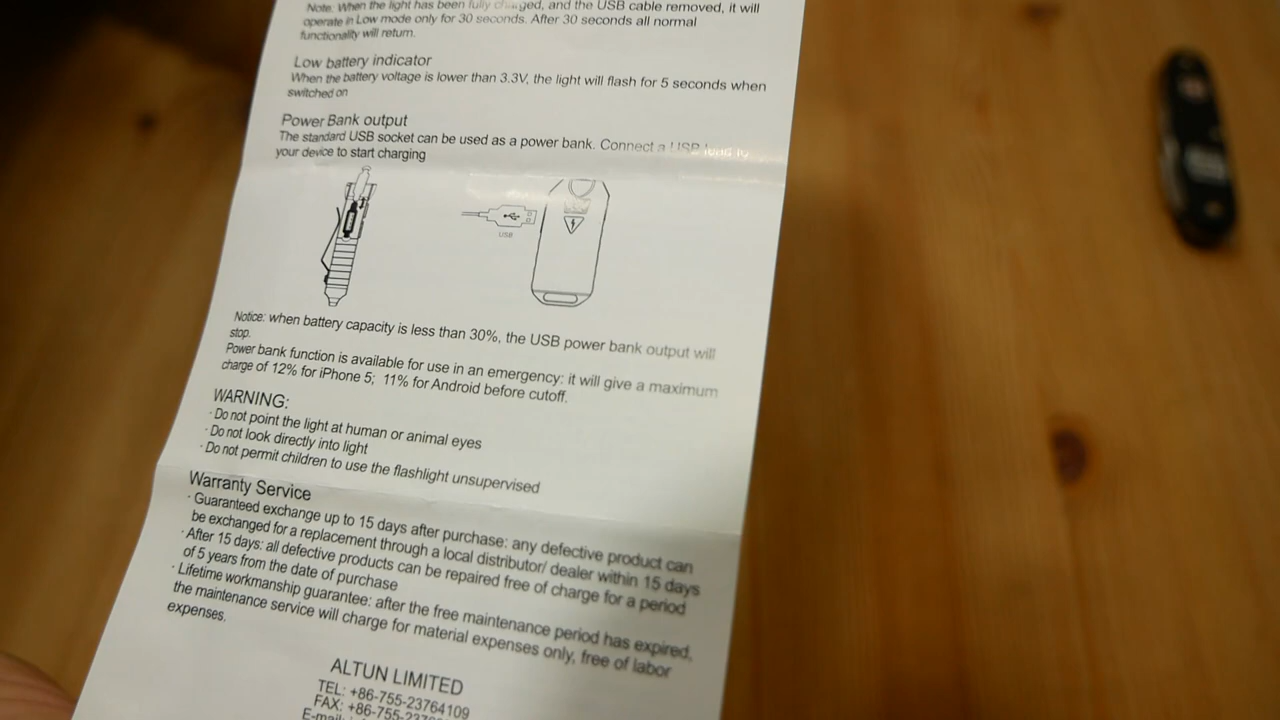 Note: When the light has been fully charged, and the USB cable removed, it will
operate in Low mode only for 30 seconds. After 30 seconds all normal
functionality will return.
Low battery indicator
When the battery voltage is lower than 3.3V, the light will flash for 5 seconds when
switched on
Power Bank output
The standard USB socket can be used as a power bank. Connect a USB lead to
your device to start charging
USB
Notice: when battery capacity is less than 30%, the USB power bank output will
stop.
Power bank function is available for use in an emergency: it will give a maximum
charge of 12% for iPhone 5; 11% for Android before cutoff.
WARNING:
· Do not point the light at human or animal eyes
· Do not look directly into light
· Do not permit children to use the flashlight unsupervised
Warranty Service
· Guaranteed exchange up to 15 days after purchase: any defective product can
be exchanged for a replacement through a local distributor/ dealer within 15 days
· After 15 days: all defective products can be repaired free of charge for a period
of 5 years from the date of purchase
· Lifetime workmanship guarantee: after the free maintenance period has expired,
the maintenance service will charge for material expenses only, free of labor
expenses.
ALTUN LIMITED
TEL: +86-755-23764109
FAX:
E-mail: